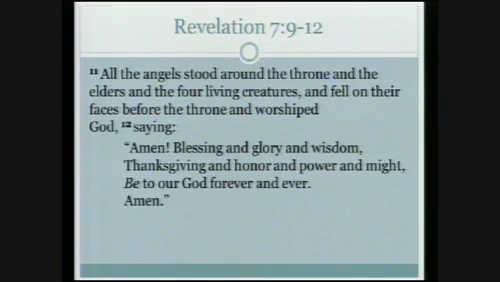 Revelation 7:9-12
11 All the angels stood around the throne and the
elders and the four living creatures, and fell on their
faces before the throne and worshiped
God, 12 saying:
“Amen! Blessing and glory and wisdom,
Thanksgiving and honor and power and might,
Be to our God forever and ever.
Amen.”